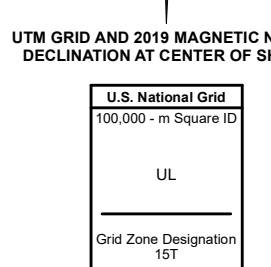 UTM GRID AND 2019 MAGNETIC
DECLINATION AT CENTER OF
U.S. National Grid
100,000 - m Square ID
UL
Grid Zone Designation
15T